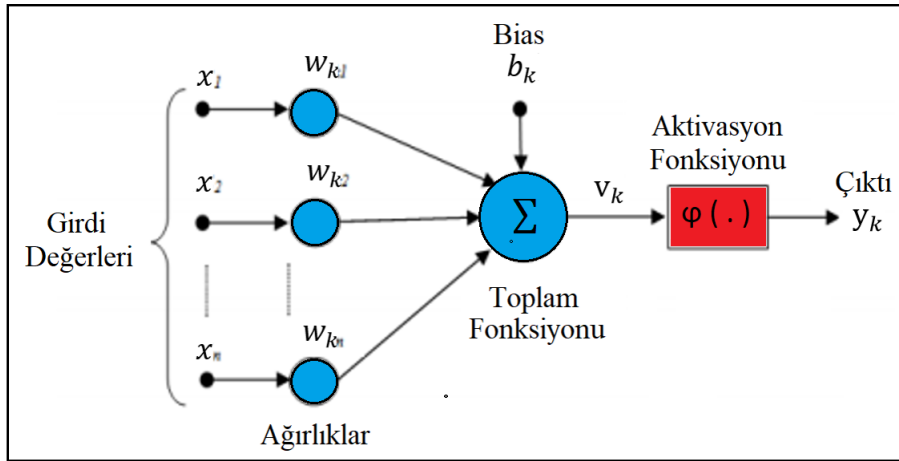 Bias
b_k
x_1
w_k1
Aktivasyon
Fonksiyonu
x_2
w_k2
v_k
φ(.)
Çıktı
y_k
Σ
Girdi
Değerleri
Toplam
Fonksiyonu
x_n
w_kn
Ağırlıklar